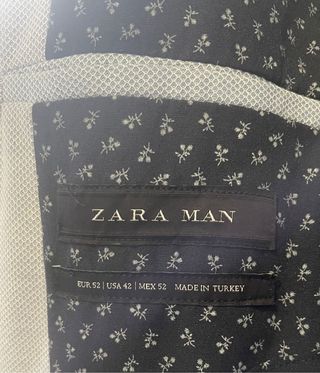 ZARA MAN
EUR 52 | USA 42 | MEX 52 MADE IN TURKEY